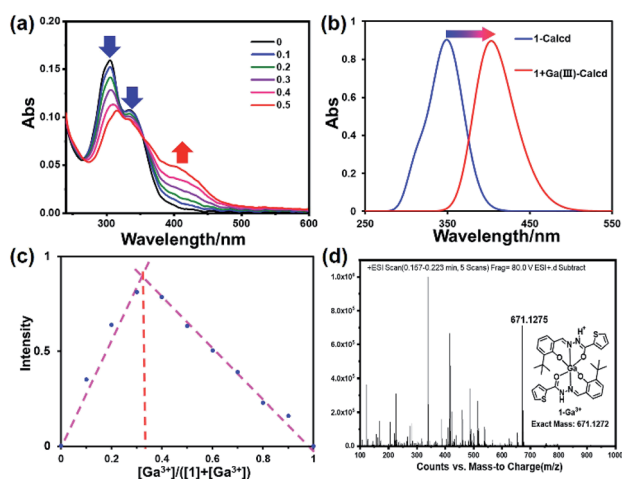 (a)
0
0.1
0.2
0.3
0.4
0.5
0.20
0.15
0.10
0.05
0.00
Abs
300
400
500
600
Wavelength/nm
(b)
1-Calcd
1+Ga(III)-Calcd
1
0.8
0.6
0.4
0.2
0
Abs
250
350
450
550
Wavelength/nm
(c)
1
0.5
0
Intensity
0
0.2
0.4
0.6
0.8
1
[Ga³⁺]/([1]+[Ga³⁺])
(d)
+ESI Scan(0.167-0.223 min, 5 Scans) Frag= 80.0 V ESI+.d Subtract
1.0x10⁶
671.1275
H⁺
S
N
N
H
O
O
Ga
O
O
S
N
N
H
1-Ga³⁺
Exact Mass: 671.1272
0
100
200
300
400
500
600
700
800
900
1000
Counts vs. Mass-to Charge(m/z)